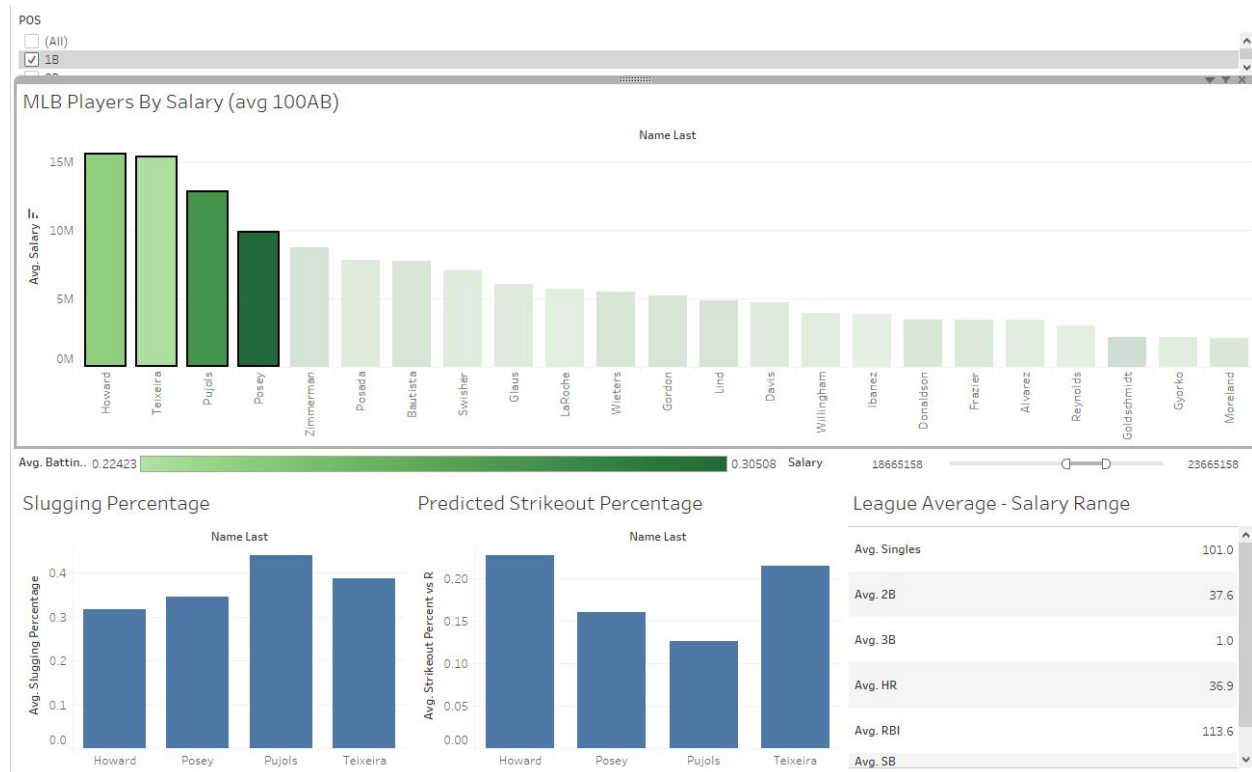 POS
(All)
1B
MLB Players By Salary (avg 100AB)
Name Last
Avg. Salary
15M
10M
5M
0M
Howard
Teixeira
Pujols
Posey
Zimmerman
Posada
Bautista
Swisher
Glaus
LaRoche
Wieters
Gordon
Lind
Davis
Willingham
Ibanez
Donaldson
Frazier
Alvarez
Reynolds
Goldschmidt
Gyorko
Moreland
Avg. Battin.. 0.22423 0.30508 Salary 18665158 23665158
Slugging Percentage
Name Last
Avg. Slugging Percentage
0.4
0.3
0.2
0.1
0.0
Howard Posey Pujols Teixeira
Predicted Strikeout Percentage
Name Last
Avg. Strikeout Percent vs R
0.20
0.15
0.10
0.05
0.00
Howard Posey Pujols Teixeira
League Average - Salary Range
Avg. Singles 101.0
Avg. 2B 37.6
Avg. 3B 1.0
Avg. HR 36.9
Avg. RBI 113.6
Avg. SB